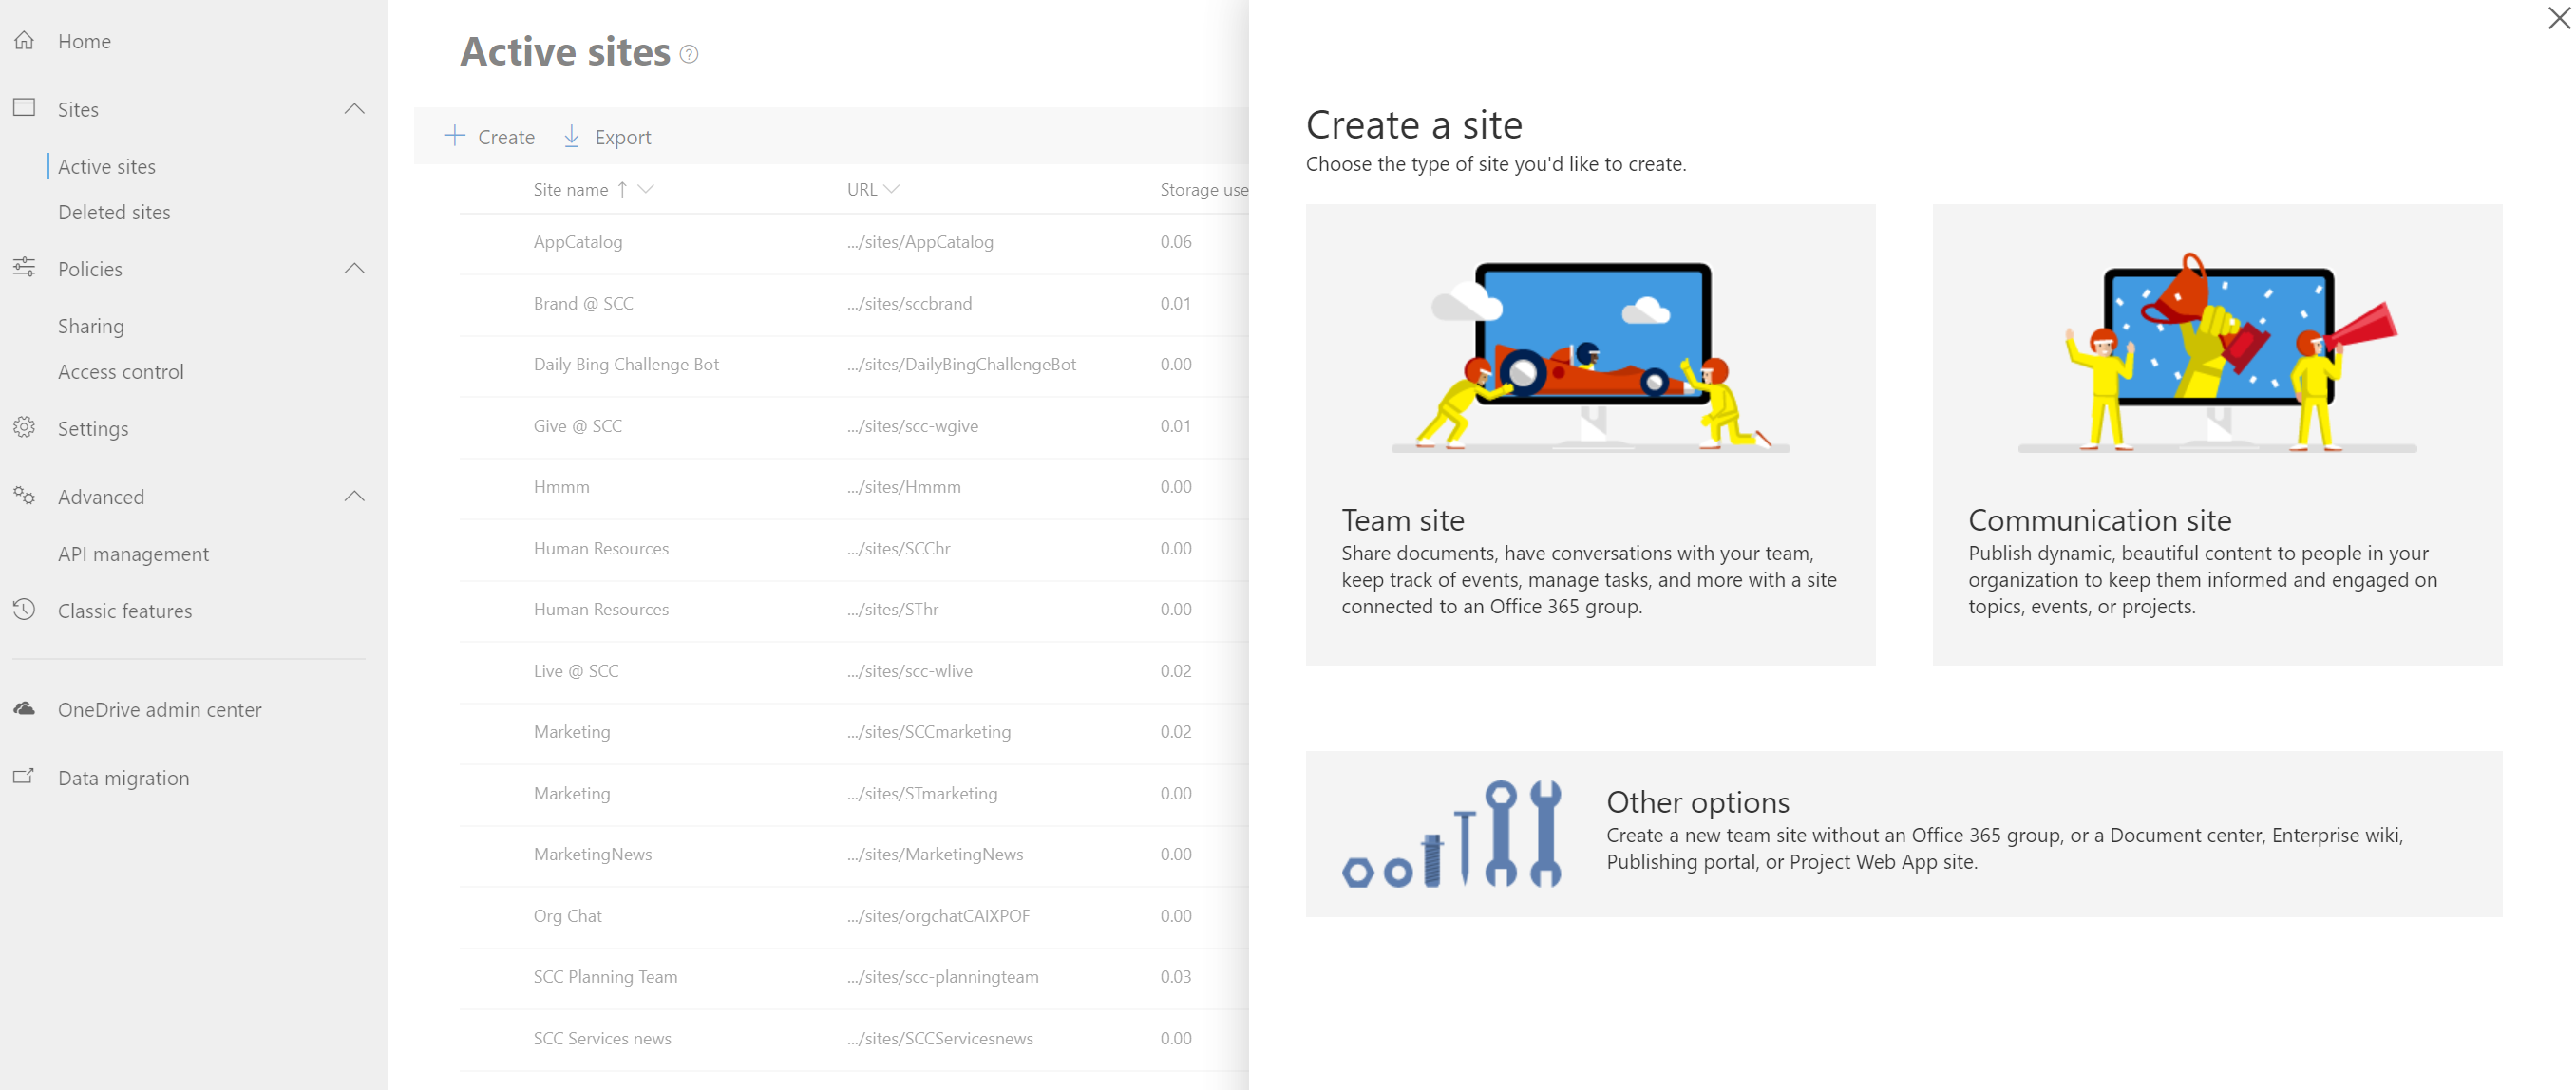 Home
Sites
Active sites
Deleted sites
Policies
Sharing
Access control
Settings
Advanced
API management
Classic features
OneDrive admin center
Data migration
Active sites
Create Export
Site name URL Storage use
AppCatalog .../sites/AppCatalog 0.06
Brand @ SCC .../sites/sccbrand 0.01
Daily Bing Challenge Bot .../sites/DailyBingChallengeBot 0.00
Give @ SCC .../sites/scc-wgive 0.01
Hmmm .../sites/Hmmm 0.00
Human Resources .../sites/SCChr 0.00
Human Resources .../sites/SThr 0.00
Live @ SCC .../sites/scc-wlive 0.02
Marketing .../sites/SCCmarketing 0.02
Marketing .../sites/STmarketing 0.00
MarketingNews .../sites/MarketingNews 0.00
Org Chat .../sites/orgchatCAIXPOF 0.00
SCC Planning Team .../sites/scc-planningteam 0.03
SCC Services news .../sites/SCCServicesnews 0.00
Create a site
Choose the type of site you'd like to create.
Team site
Share documents, have conversations with your team,
keep track of events, manage tasks, and more with a site
connected to an Office 365 group.
Communication site
Publish dynamic, beautiful content to people in your
organization to keep them informed and engaged on
topics, events, or projects.
Other options
Create a new team site without an Office 365 group, or a Document center, Enterprise wiki,
Publishing portal, or Project Web App site.